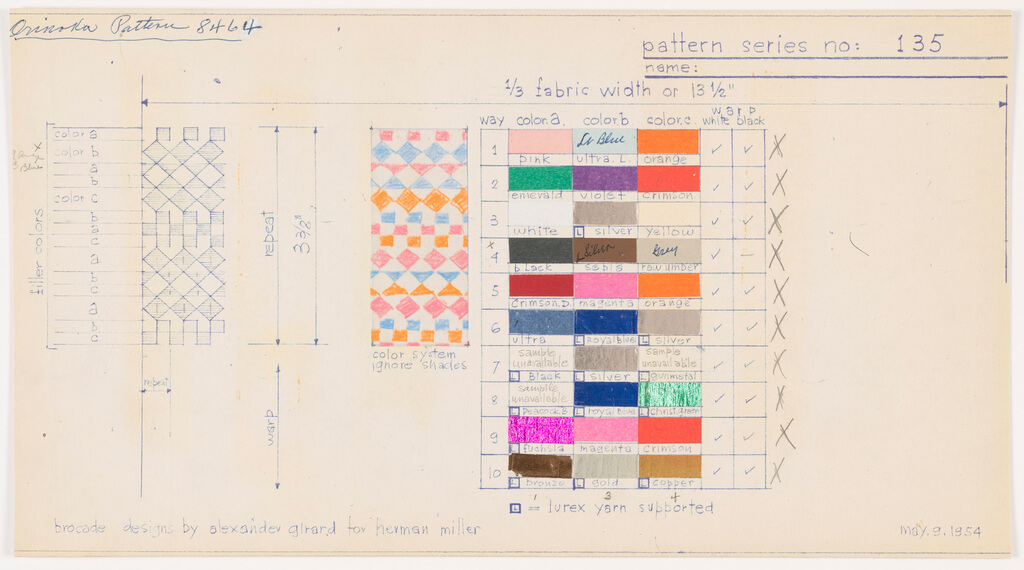 Orinoka Pattern 8464
pattern series no: 135
name:
1/3 fabric width or 13 1/2"
warp
way color.a. color.b color.c. white black
1 Lt Blue
pink ultra. L. orange
2
emerald violet crimson
3
white L silver yellow
x
4 Grey
black sapia raw umber
5
Crimson.D. magenta orange
6
ultra L Royal blue L silver
7 sample unavailable sample unavailable
L Black L silver L Gunmetal
8 sample unavailable
L peacock b L royal blue L Christ green
9
L fuchsia magenta crimson
10
L bronze L gold L copper
1 3 4
L = lurex yarn supported
filler colors
color a
color b
a
b
color c
b
a
c
a
b
c
a
b
c
x
Blue
repeat
3 3/8"
repeat
warp
color system
ignore shades
brocade designs by alexander girard for herman miller
may.9.1954